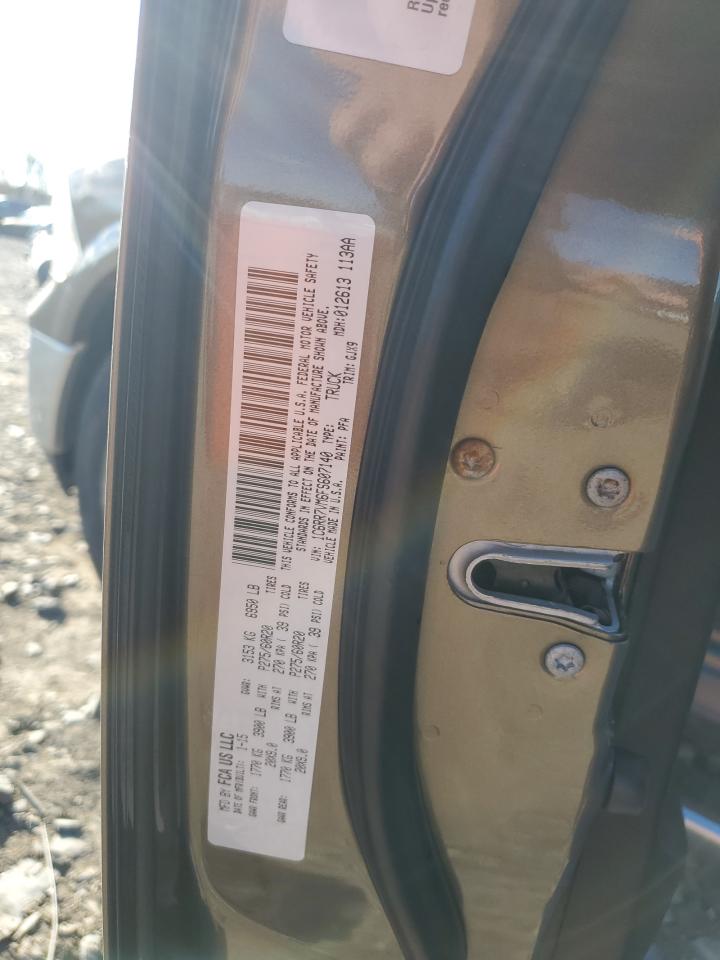 MFD BY FCA US LLC
DATE OF MFR(BUILT): 1-15 GVWR: 3153 KG 6950 LB
GAWR FRONT: 1770 KG 3900 LB WITH P275/60R20 TIRES
20X9.0 RIMS AT 270 KPA ( 39 PSI) COLD
GAWR REAR: 1770 KG 3900 LB WITH P275/60R20 TIRES
20X9.0 RIMS AT 270 KPA ( 39 PSI) COLD
THIS VEHICLE CONFORMS TO ALL APPLICABLE U.S.A. FEDERAL MOTOR VEHICLE SAFETY
STANDARDS IN EFFECT ON THE DATE OF MANUFACTURE SHOWN ABOVE.
VIN: 1C6RR7VM6FS607140 TYPE: TRUCK MDH:012613 113AA
VEHICLE MADE IN U.S.A. PAINT: PFA TRIM: GJX9